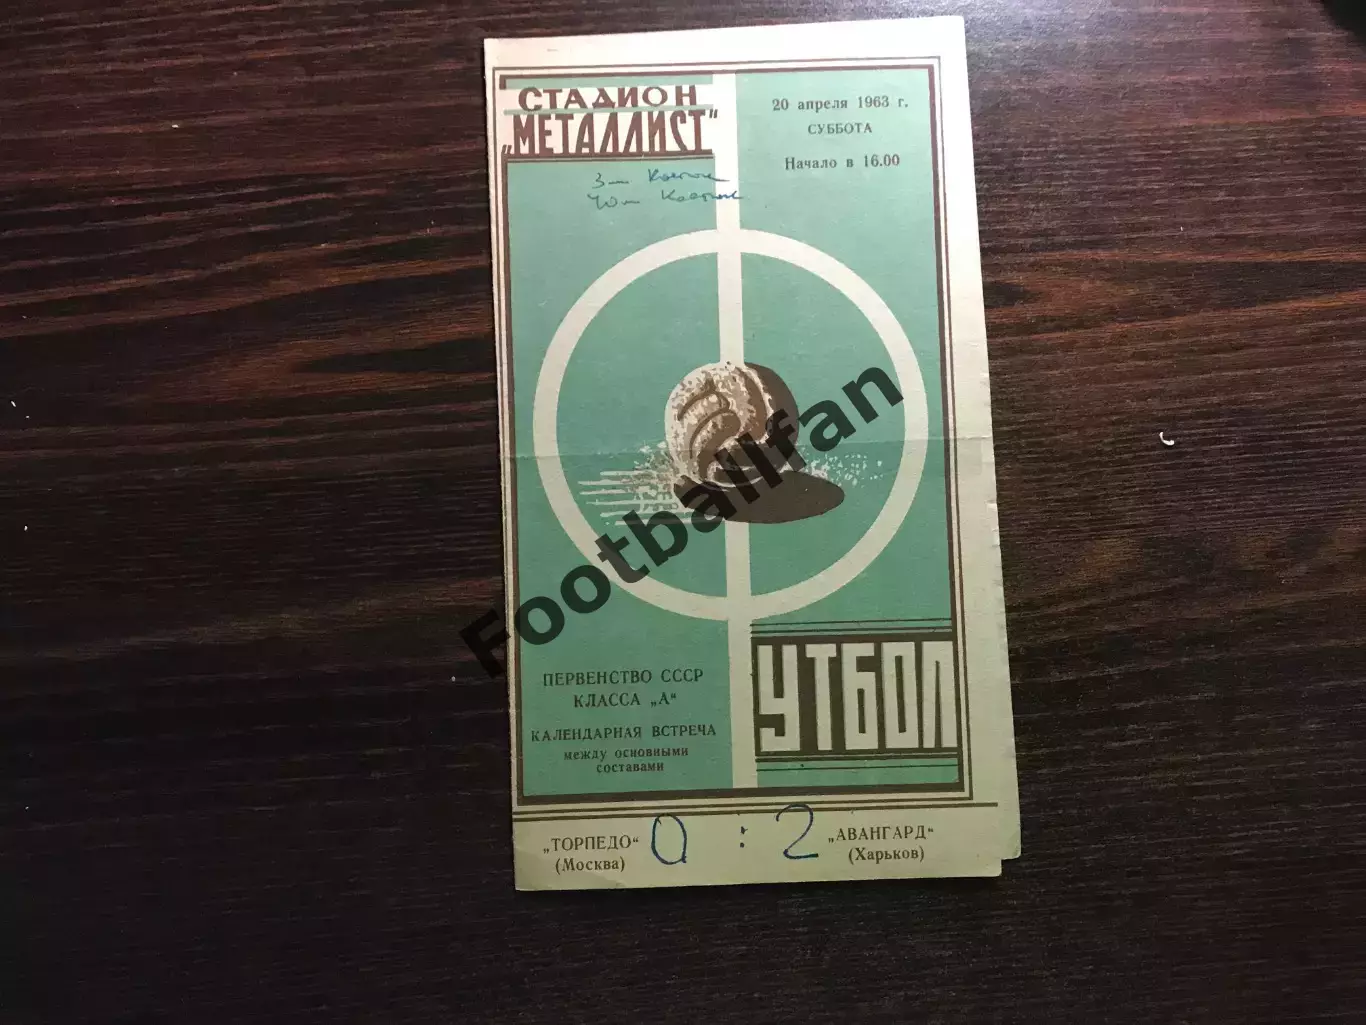 СТАДИОН
„МЕТАЛЛИСТ"
20 апреля 1963 г.
СУББОТА
Начало в 16.00
Footballfan
ПЕРВЕНСТВО СССР
КЛАССА „А"
КАЛЕНДАРНАЯ ВСТРЕЧА
между основными
составами
УТБОЛ
„ТОРПЕДО" 0 : 2 „АВАНГАРД"
(Москва) (Харьков)